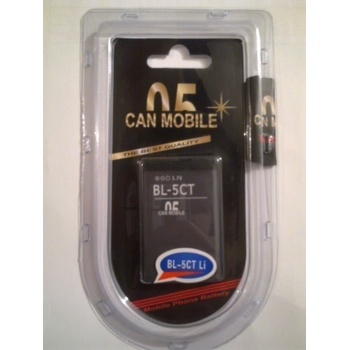 05
CAN MOBILE
THE BEST QUALITY
BL-5CT
05
CAN MOBILE
BL-5CT Li
Mobile Phone Battery